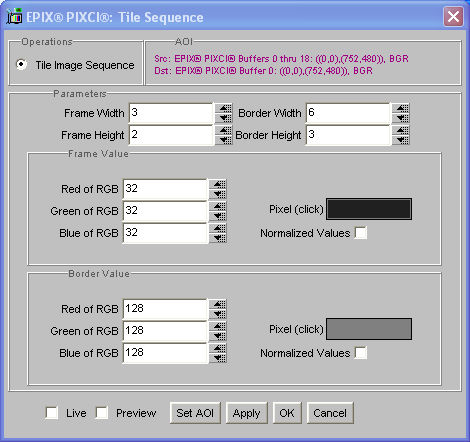 EPIX® PIXCI®: Tile Sequence
Operations
Tile Image Sequence
AOI
Src: EPIX® PIXCI® Buffers 0 thru 18: ((0,0),(752,480)), BGR
Dst: EPIX® PIXCI® Buffer 0: ((0,0),(752,480)), BGR
Parameters
Frame Width 3 Border Width 6
Frame Height 2 Border Height 3
Frame Value
Red of RGB 32
Green of RGB 32 Pixel (click)
Blue of RGB 32 Normalized Values
Border Value
Red of RGB 128
Green of RGB 128 Pixel (click)
Blue of RGB 128 Normalized Values
Live Preview Set AOI Apply OK Cancel